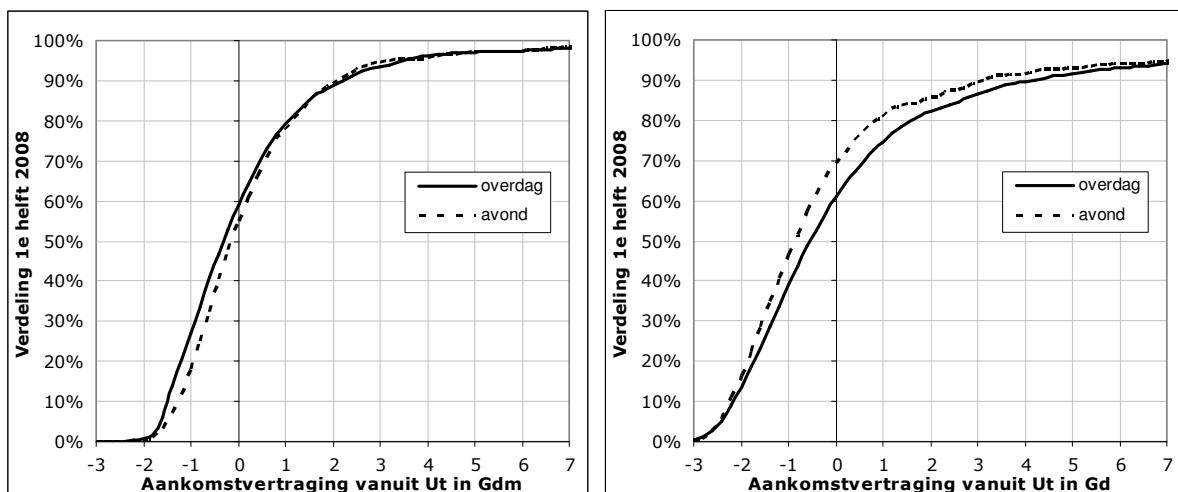 100%
90%
80%
70%
60%
50%
40%
30%
20%
10%
0%
Verdeling 1e helft 2008
overdag
avond
-3 -2 -1 0 1 2 3 4 5 6 7
Aankomstvertraging vanuit Ut in Gdm
100%
90%
80%
70%
60%
50%
40%
30%
20%
10%
0%
Verdeling 1e helft 2008
overdag
avond
-3 -2 -1 0 1 2 3 4 5 6 7
Aankomstvertraging vanuit Ut in Gd